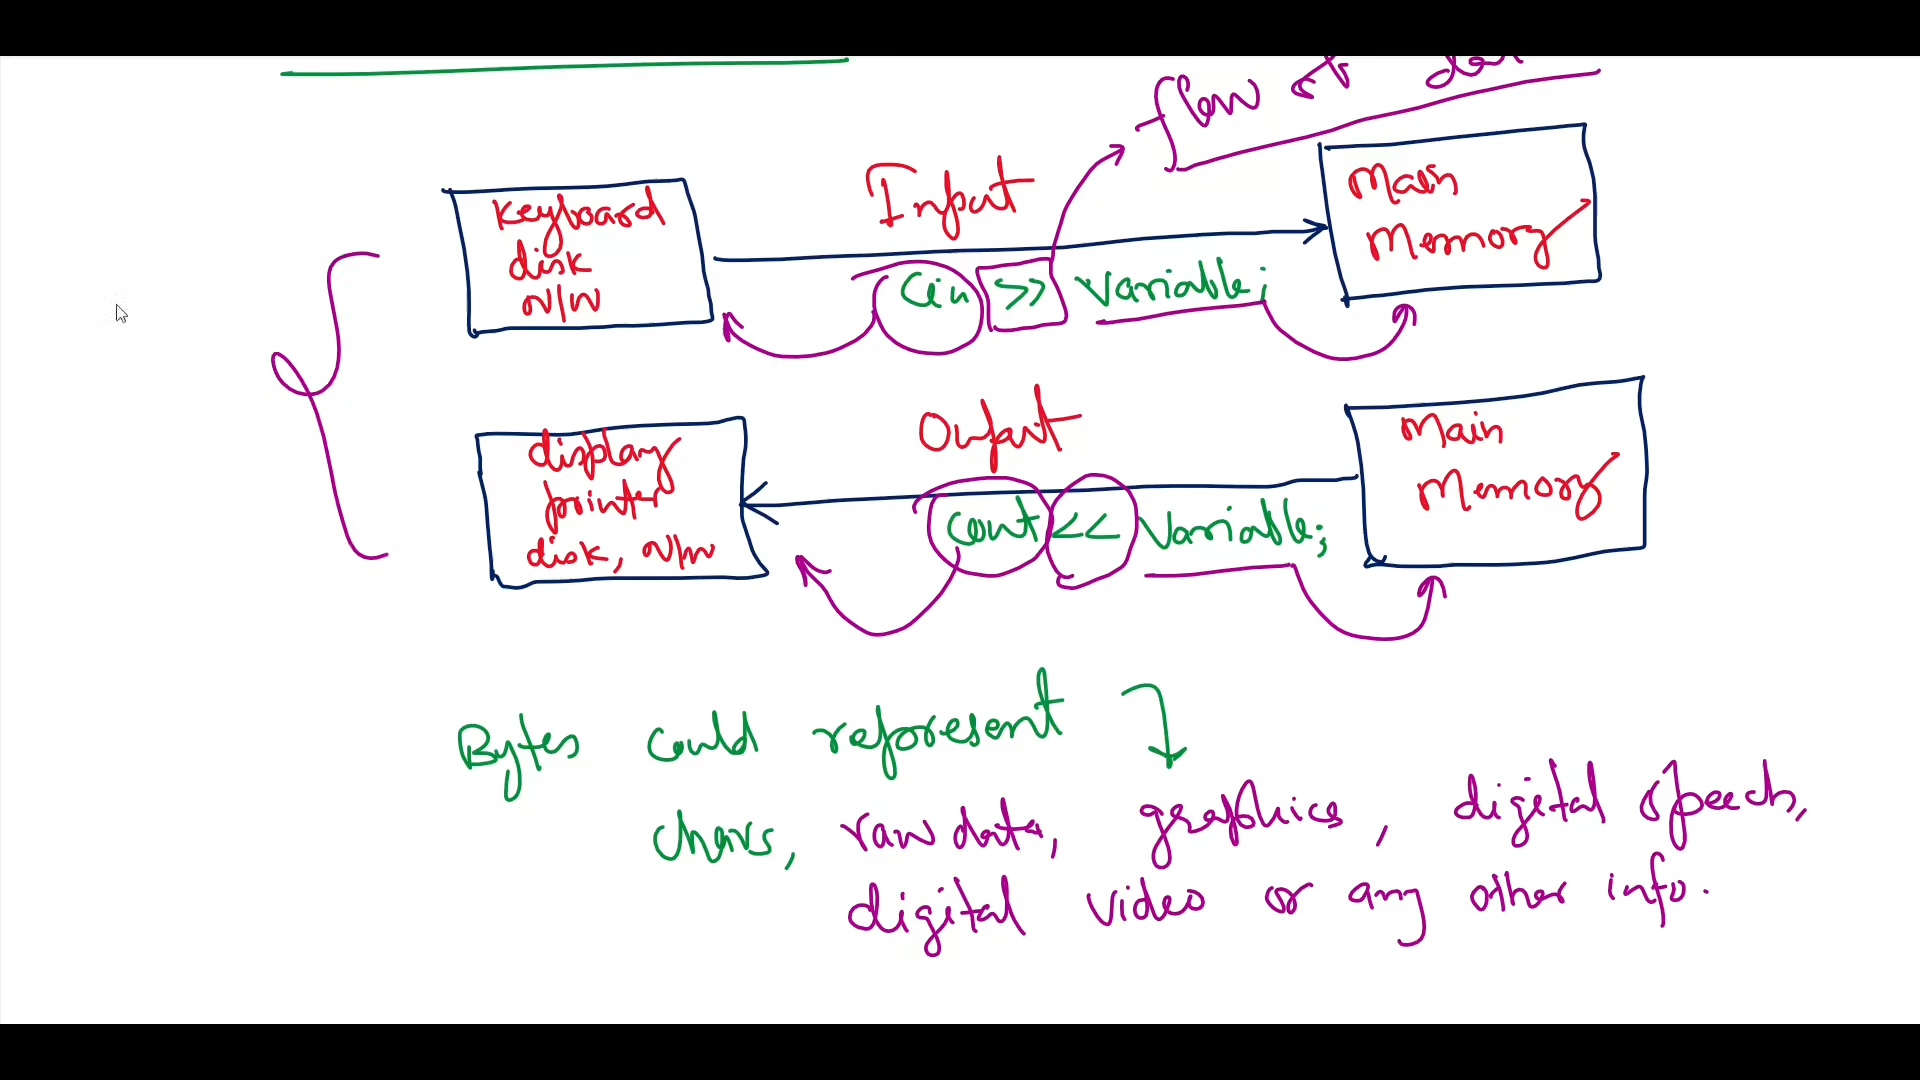 flow of
Input
Keyboard
disk
N/W
Main
Memory
Cin >> Variable;
Output
display
printer
disk, N/W
Main
Memory
Cout << Variable;
Bytes could represent
chars, raw data, graphics, digital speech,
digital video or any other info.